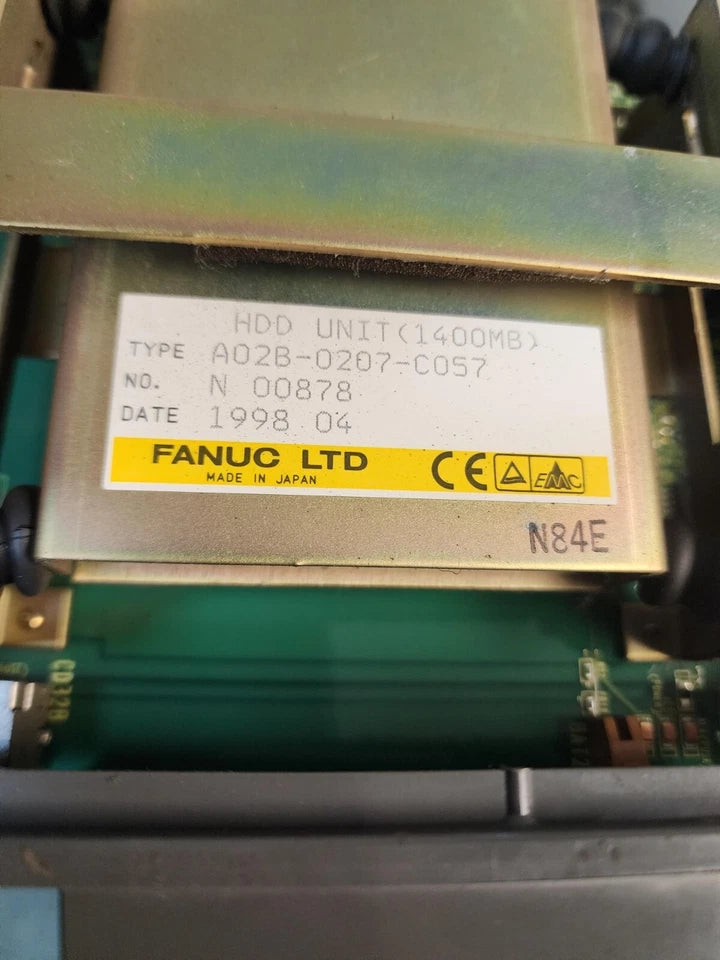 HDD UNIT(1400MB)
TYPE A02B-0207-C057
NO. N 00878
DATE 1998 04
FANUC LTD
MADE IN JAPAN
CE
EMC
N84E
CD32B